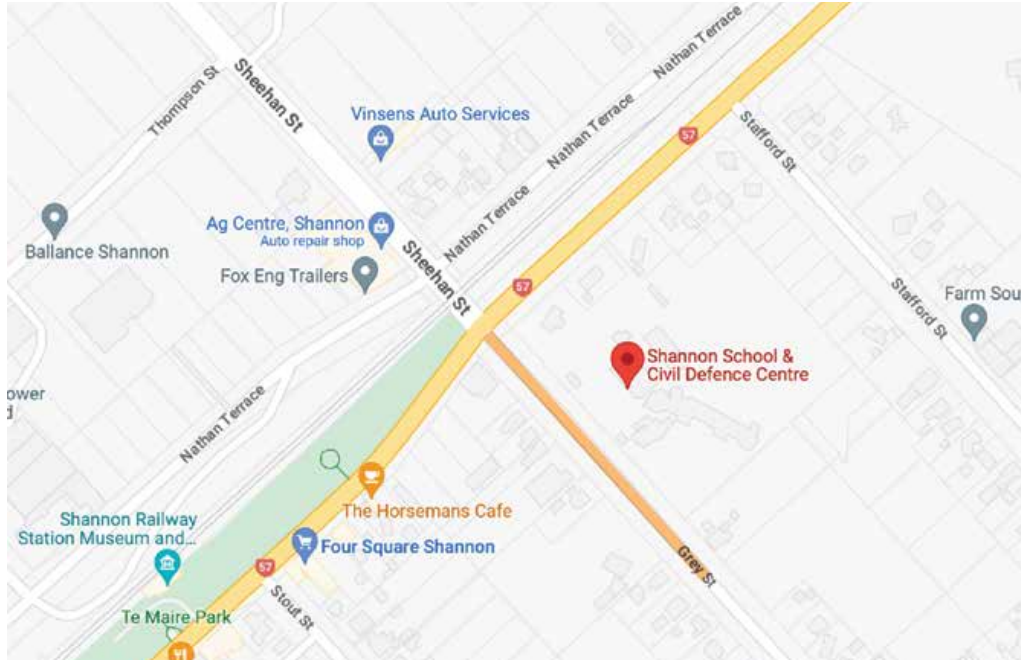 Sheehan St
Thompson St
Nathan Terrace
Vinsens Auto Services
57
Nathan Terrace
Stafford St
Ag Centre, Shannon
Auto repair shop
Nathan Terrace
Ballance Shannon
Fox Eng Trailers
Sheehan St
57
Stafford St
Farm Sou
Shannon School &
Civil Defence Centre
ower
d
Nathan Terrace
The Horsemans Cafe
Shannon Railway
Station Museum and...
Four Square Shannon
57
Grey St
Stout St
Te Maire Park